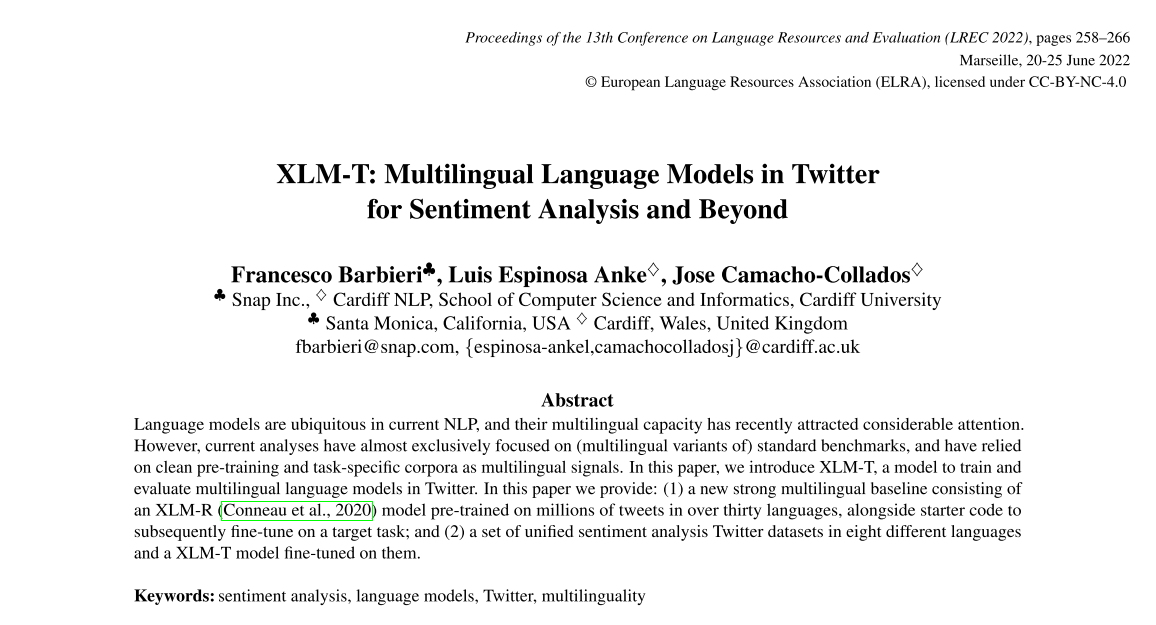 Proceedings of the 13th Conference on Language Resources and Evaluation (LREC 2022), pages 258–266
Marseille, 20-25 June 2022
© European Language Resources Association (ELRA), licensed under CC-BY-NC-4.0
XLM-T: Multilingual Language Models in Twitter
for Sentiment Analysis and Beyond
Francesco Barbieri♣, Luis Espinosa Anke♢, Jose Camacho-Collados♢
♣ Snap Inc., ♢ Cardiff NLP, School of Computer Science and Informatics, Cardiff University
♣ Santa Monica, California, USA ♢ Cardiff, Wales, United Kingdom
fbarbieri@snap.com, {espinosa-ankel,camachocolladosj}@cardiff.ac.uk
Abstract
Language models are ubiquitous in current NLP, and their multilingual capacity has recently attracted considerable attention.
However, current analyses have almost exclusively focused on (multilingual variants of) standard benchmarks, and have relied
on clean pre-training and task-specific corpora as multilingual signals. In this paper, we introduce XLM-T, a model to train and
evaluate multilingual language models in Twitter. In this paper we provide: (1) a new strong multilingual baseline consisting of
an XLM-R (Conneau et al., 2020) model pre-trained on millions of tweets in over thirty languages, alongside starter code to
subsequently fine-tune on a target task; and (2) a set of unified sentiment analysis Twitter datasets in eight different languages
and a XLM-T model fine-tuned on them.
Keywords: sentiment analysis, language models, Twitter, multilinguality